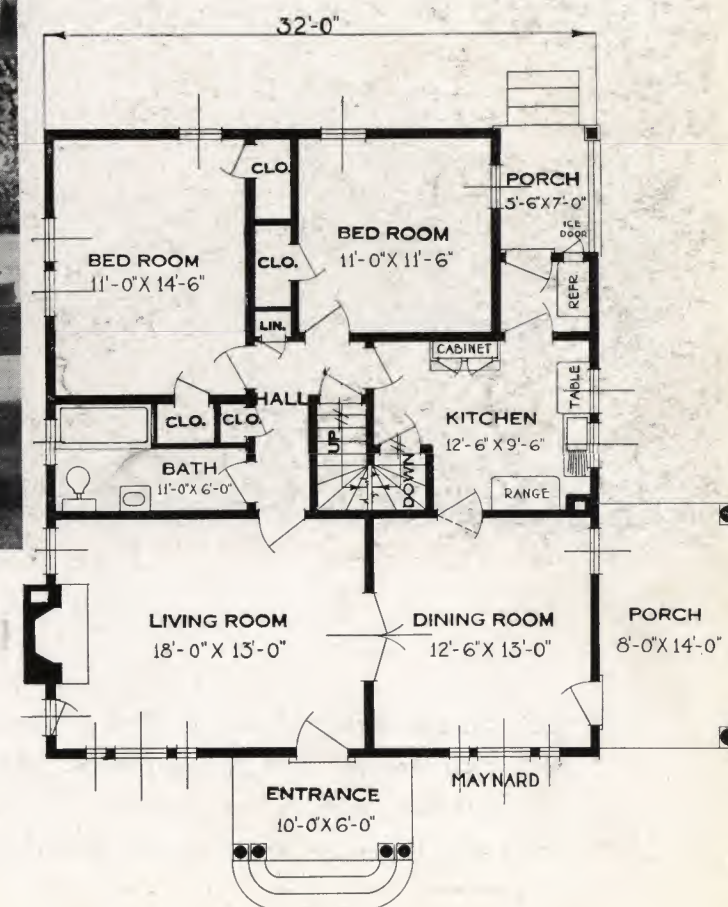 32'-0"
CLO.
PORCH
5'-6"X7'-0"
ICE
DOOR
BED ROOM
11'-0"X 14'-6"
CLO.
BED ROOM
11'-0"X 11'-6"
REFR.
LIN.
CABINET
TABLE
HALL
CLO.
CLO.
UP
KITCHEN
12'-6"X 9'-6"
BATH
11'-0"X 6'-0"
DOWN
RANGE
LIVING ROOM
18'-0"X 13'-0"
DINING ROOM
12'-6"X 13'-0"
PORCH
8'-0"X 14'-0"
MAYNARD
ENTRANCE
10'-0"X 6'-0"